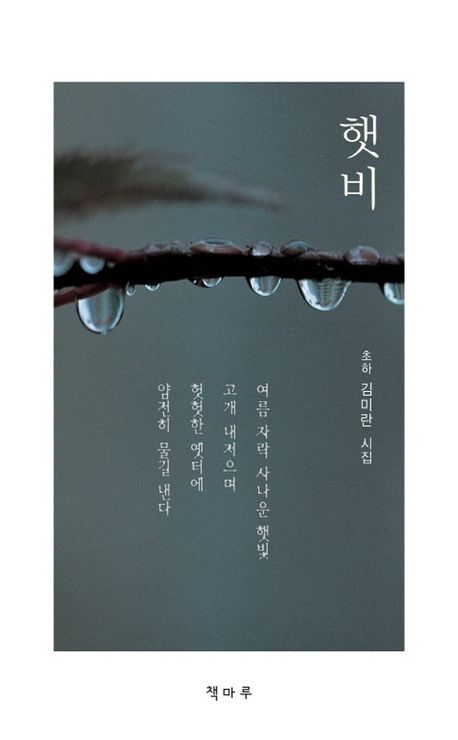 햇비
초하 김미란 시집
여름 자락 사나운 햇빛
고개 내저으며
헛헛한 옛터에
얌전히 물길 낸다
책마루